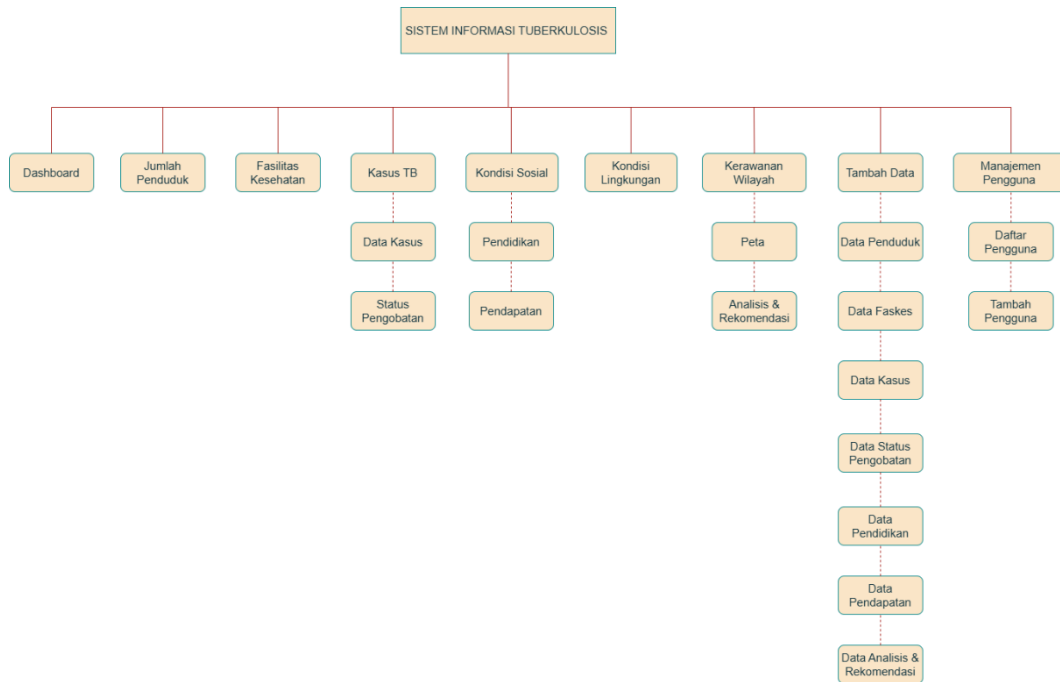 SISTEM INFORMASI TUBERKULOSIS
Dashboard
Jumlah
Penduduk
Fasilitas
Kesehatan
Kasus TB
Kondisi Sosial
Kondisi
Lingkungan
Kerawanan
Wilayah
Tambah Data
Manajemen
Pengguna
Data Kasus
Pendidikan
Peta
Data Penduduk
Daftar
Pengguna
Status
Pengobatan
Pendapatan
Analisis &
Rekomendasi
Data Faskes
Tambah
Pengguna
Data Kasus
Data Status
Pengobatan
Data
Pendidikan
Data
Pendapatan
Data Analisis &
Rekomendasi